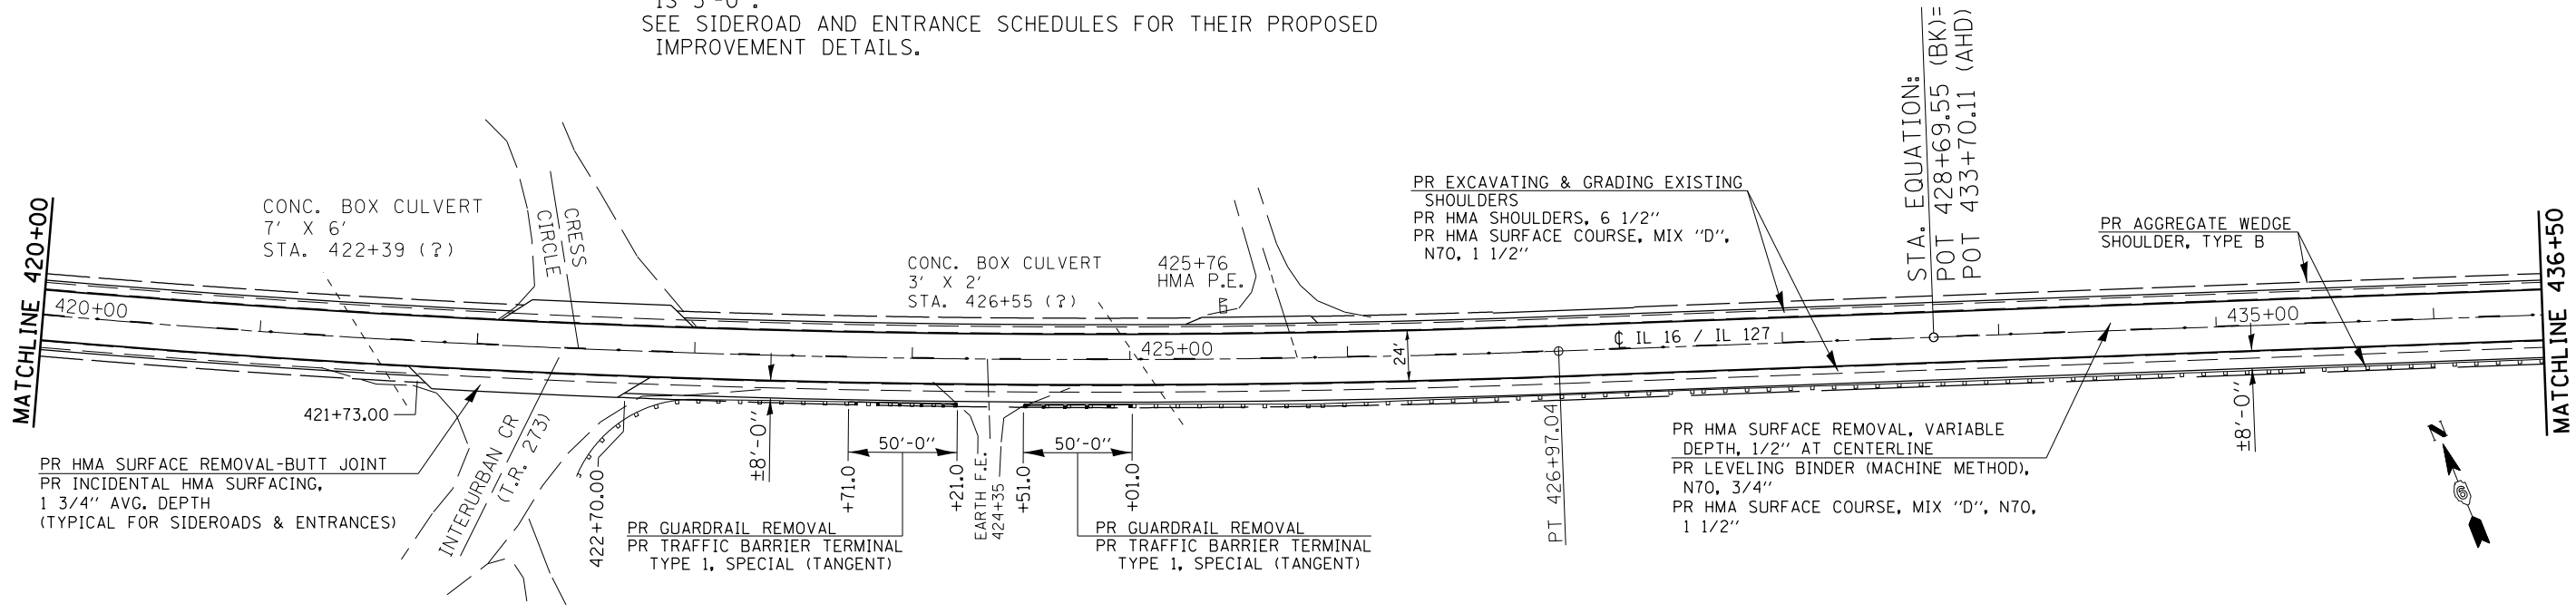 IS 5'-0".
SEE SIDEROAD AND ENTRANCE SCHEDULES FOR THEIR PROPOSED
IMPROVEMENT DETAILS.
MATCHLINE 420+00
420+00
CONC. BOX CULVERT
7' X 6'
STA. 422+39 (?)
CRESS
CIRCLE
421+73.00
PR HMA SURFACE REMOVAL-BUTT JOINT
PR INCIDENTAL HMA SURFACING,
1 3/4" AVG. DEPTH
(TYPICAL FOR SIDEROADS & ENTRANCES)
INTERURBAN CR
(T.R. 273)
422+70.00
±8'-0"
+71.0
50'-0"
+21.0
PR GUARDRAIL REMOVAL
PR TRAFFIC BARRIER TERMINAL
TYPE 1, SPECIAL (TANGENT)
EARTH F.E.
424+35
+51.0
50'-0"
+01.0
PR GUARDRAIL REMOVAL
PR TRAFFIC BARRIER TERMINAL
TYPE 1, SPECIAL (TANGENT)
CONC. BOX CULVERT
3' X 2'
STA. 426+55 (?)
425+76
HMA P.E.
425+00
24'
PR EXCAVATING & GRADING EXISTING
SHOULDERS
PR HMA SHOULDERS, 6 1/2"
PR HMA SURFACE COURSE, MIX "D",
N70, 1 1/2"
℄ IL 16 / IL 127
PT 426+97.04
STA. EQUATION:
POT 428+69.55 (BK)=
POT 433+70.11 (AHD)
PR HMA SURFACE REMOVAL, VARIABLE
DEPTH, 1/2" AT CENTERLINE
PR LEVELING BINDER (MACHINE METHOD),
N70, 3/4"
PR HMA SURFACE COURSE, MIX "D", N70,
1 1/2"
PR AGGREGATE WEDGE
SHOULDER, TYPE B
435+00
±8'-0"
N
6
MATCHLINE 436+50